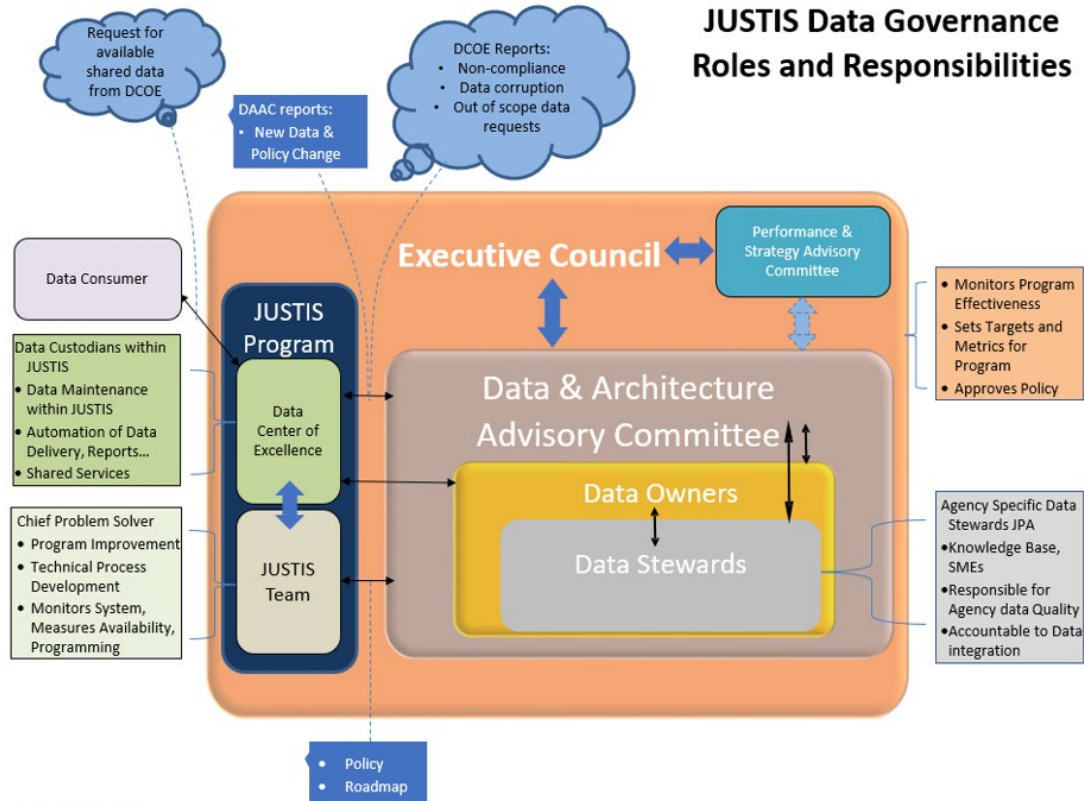 JUSTIS Data Governance
Roles and Responsibilities
Request for
available
shared data
from DCOE
DCOE Reports:
• Non-compliance
• Data corruption
• Out of scope data
requests
DAAC reports:
• New Data &
Policy Change
Executive Council
Performance &
Strategy Advisory
Committee
Data Consumer
JUSTIS
Program
• Monitors Program
Effectiveness
• Sets Targets and
Metrics for
Program
• Approves Policy
Data Custodians within
JUSTIS
• Data Maintenance
within JUSTIS
• Automation of Data
Delivery, Reports...
• Shared Services
Data
Center of
Excellence
Data & Architecture
Advisory Committee
Data Owners
Data Stewards
Chief Problem Solver
• Program Improvement
• Technical Process
Development
• Monitors System,
Measures Availability,
Programming
JUSTIS
Team
Agency Specific Data
Stewards JPA
•Knowledge Base,
SMEs
•Responsible for
Agency data Quality
•Accountable to Data
integration
• Policy
• Roadmap